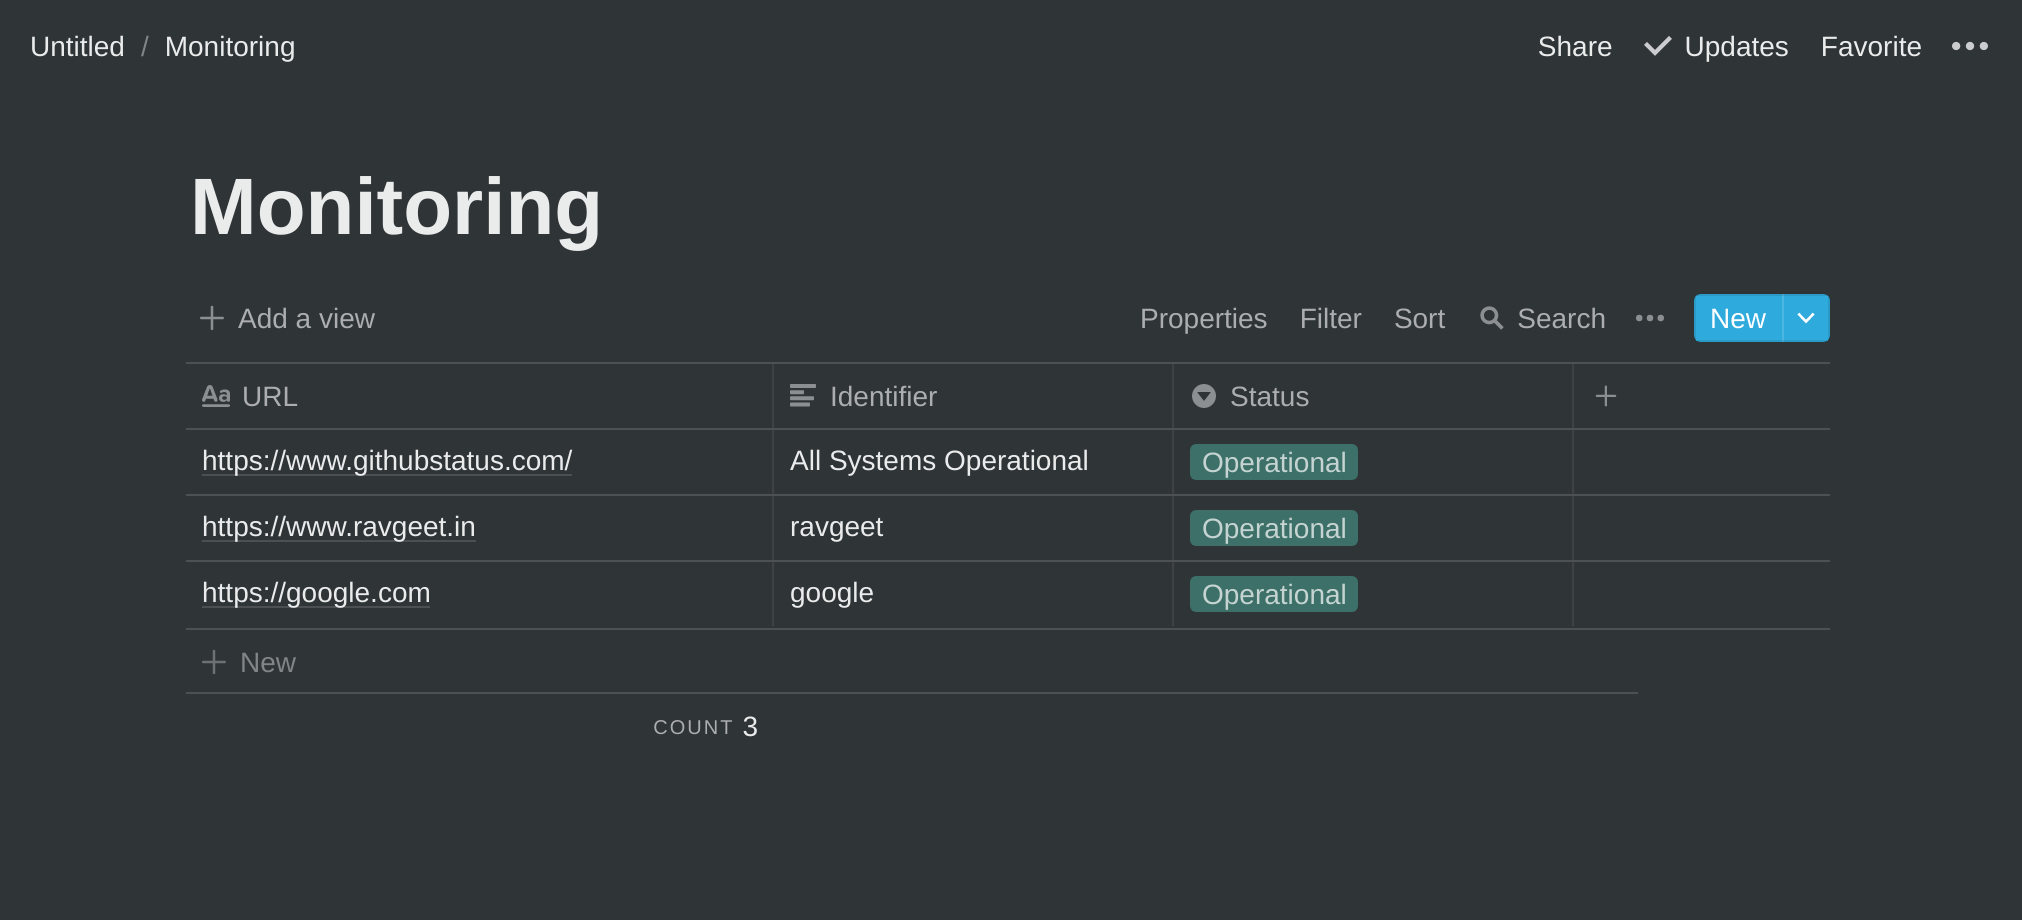 Untitled / Monitoring Share Updates Favorite
Monitoring
Add a view Properties Filter Sort Search New
Aa URL Identifier Status
https://www.githubstatus.com/ All Systems Operational Operational
https://www.ravgeet.in ravgeet Operational
https://google.com google Operational
New
COUNT 3